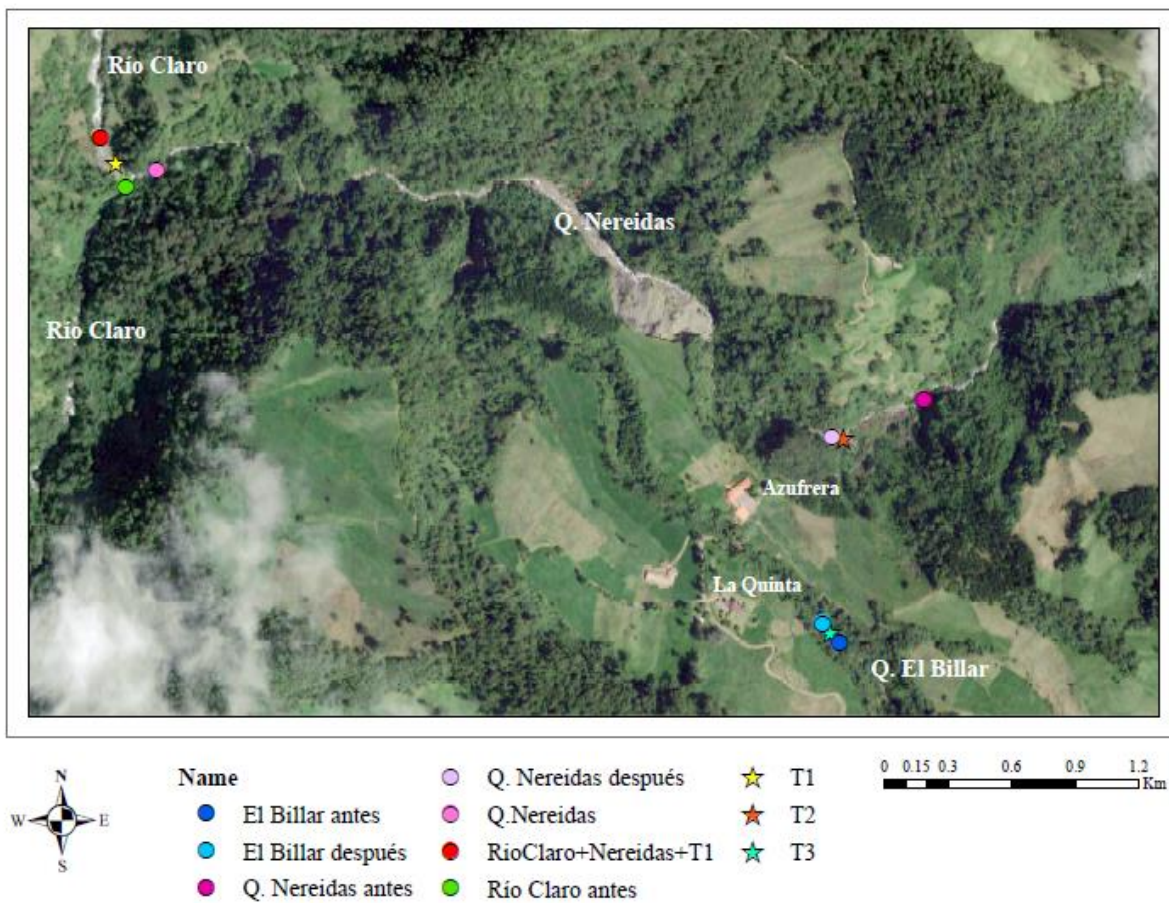 Río Claro
Q. Nereidas
Río Claro
Azufrera
La Quinta
Q. El Billar
N
W
E
S
Name
El Billar antes
El Billar después
Q. Nereidas antes
Q. Nereidas después
Q.Nereidas
RioClaro+Nereidas+T1
Río Claro antes
T1
T2
T3
0 0.15 0.3 0.6 0.9 1.2
Km